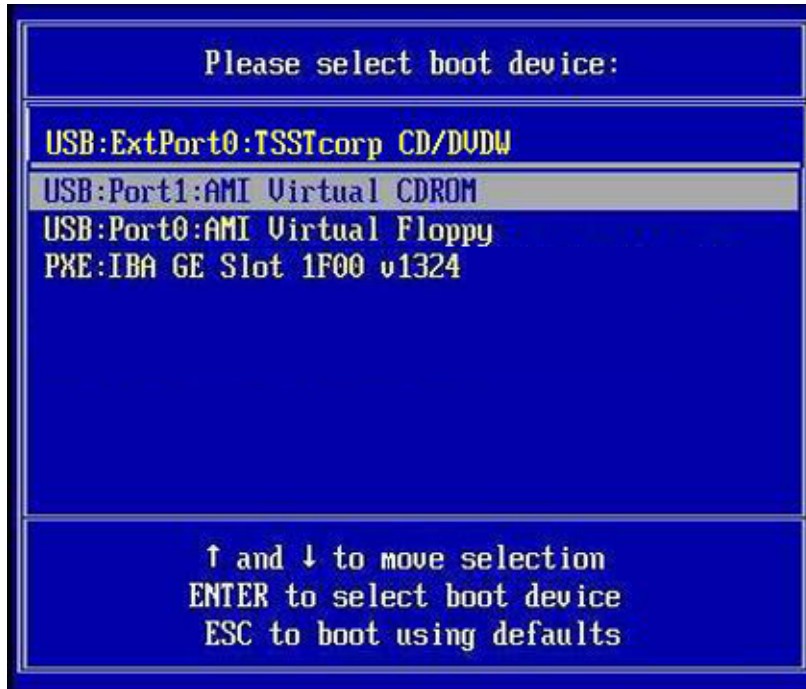 Please select boot device:
USB:ExtPort0:TSSTcorp CD/DVDW
USB:Port1:AMI Virtual CDROM
USB:Port0:AMI Virtual Floppy
PXE:IBA GE Slot 1F00 v1324
↑ and ↓ to move selection
ENTER to select boot device
ESC to boot using defaults